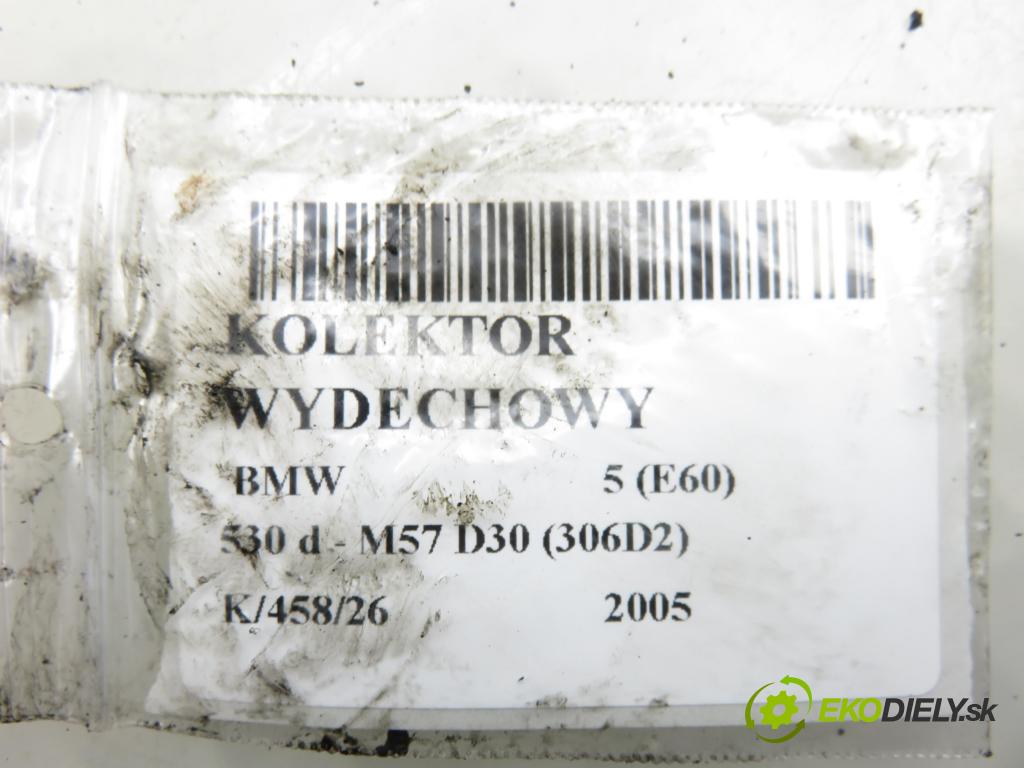 KOLEKTOR
WYDECHOWY
BMW 5 (E60)
530 d - M57 D30 (306D2)
K/458/26 2005
EKODIELY.sk